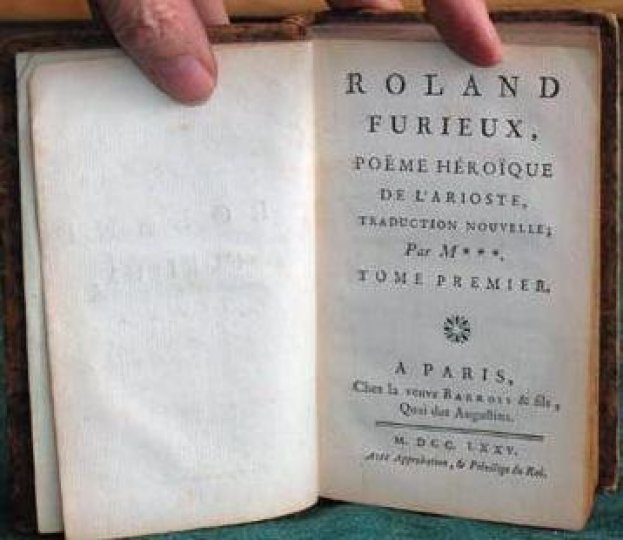 ROLAND
FURIEUX,
POËME HÉROÏQUE
DE L'ARIOSTE,
TRADUCTION NOUVELLE;
Par M***.
TOME PREMIER.
A PARIS,
Chez la veuve BARROIS & fils,
Quai des Augustins.
M. DCC. LXXV.
Avec Approbation, & Privilége du Roi.